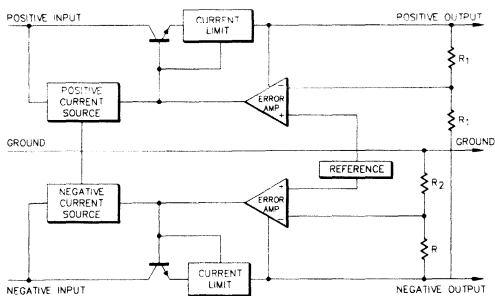 POSITIVE INPUT
CURRENT LIMIT
POSITIVE OUTPUT
R1
POSITIVE CURRENT SOURCE
ERROR AMP
−
+
R1
GROUND
GROUND
REFERENCE
NEGATIVE CURRENT SOURCE
ERROR AMP
+
−
R2
R
CURRENT LIMIT
NEGATIVE INPUT
NEGATIVE OUTPUT